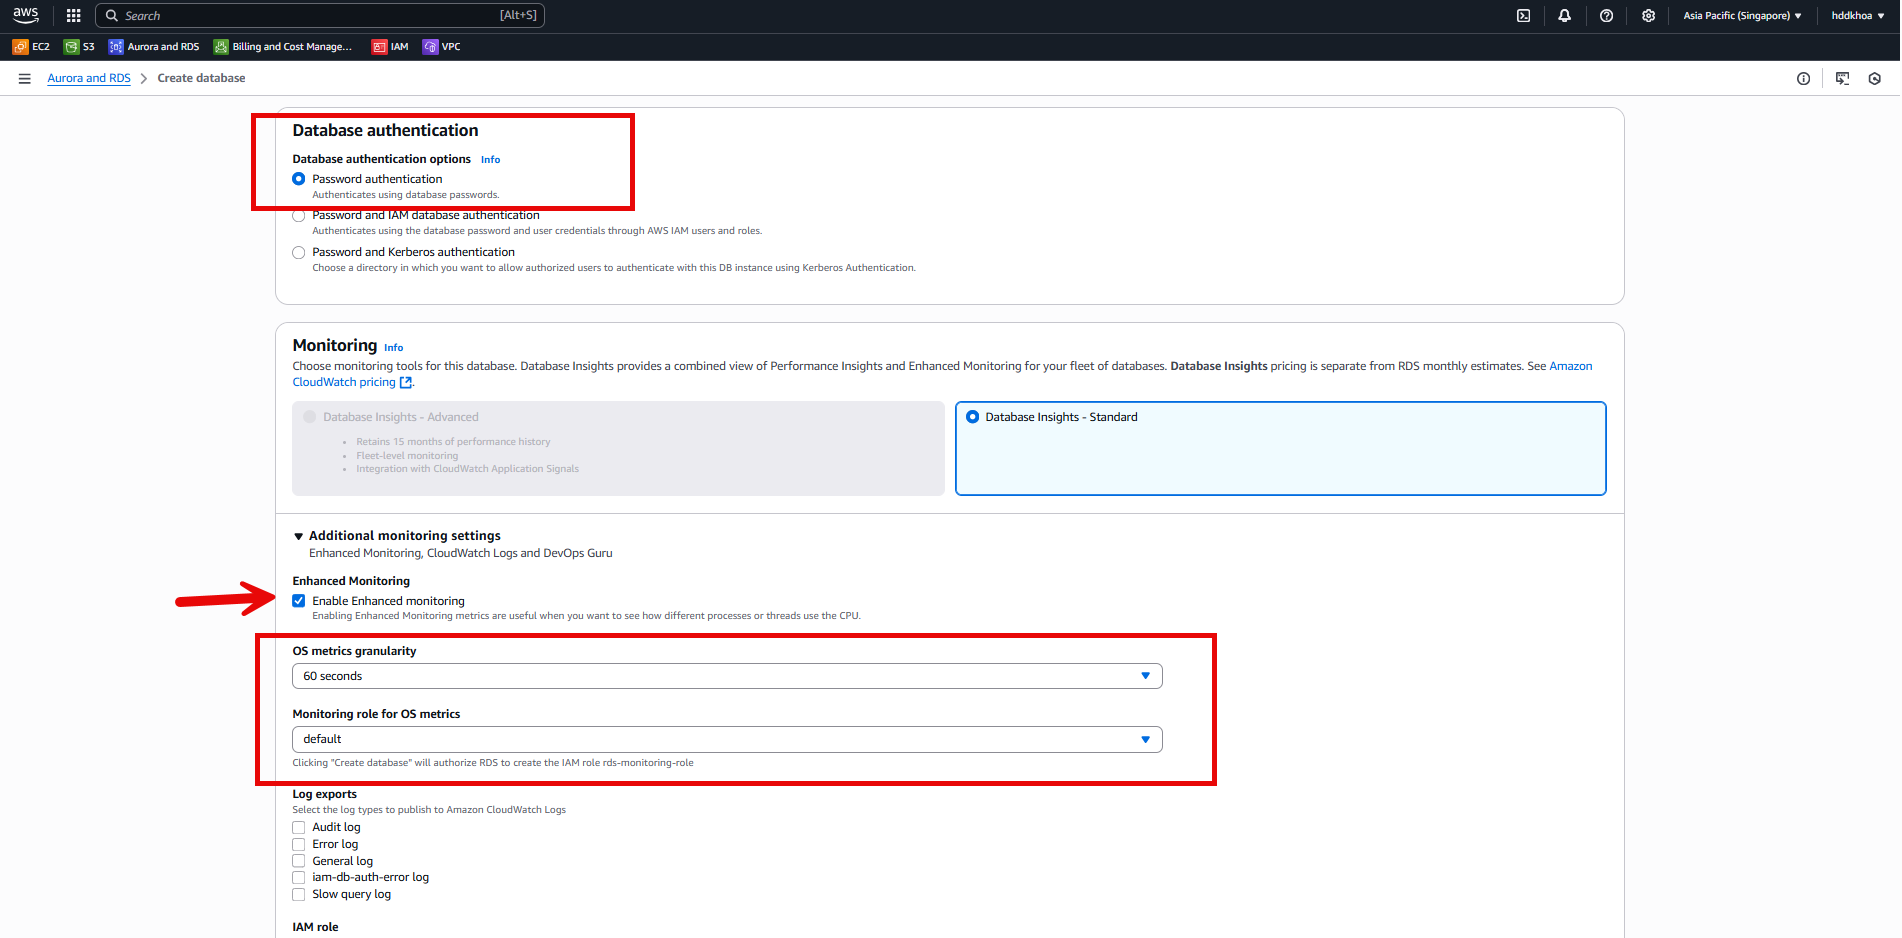 aws
Search [Alt+S]
Asia Pacific (Singapore) hddkhoa
EC2 S3 Aurora and RDS Billing and Cost Manage... IAM VPC
Aurora and RDS > Create database
Database authentication
Database authentication options Info
Password authentication
Authenticates using database passwords.
Password and IAM database authentication
Authenticates using the database password and user credentials through AWS IAM users and roles.
Password and Kerberos authentication
Choose a directory in which you want to allow authorized users to authenticate with this DB instance using Kerberos Authentication.
Monitoring Info
Choose monitoring tools for this database. Database Insights provides a combined view of Performance Insights and Enhanced Monitoring for your fleet of databases. Database Insights pricing is separate from RDS monthly estimates. See Amazon
CloudWatch pricing.
Database Insights - Advanced
• Retains 15 months of performance history
• Fleet-level monitoring
• Integration with CloudWatch Application Signals
Database Insights - Standard
Additional monitoring settings
Enhanced Monitoring, CloudWatch Logs and DevOps Guru
Enhanced Monitoring
Enable Enhanced monitoring
Enabling Enhanced Monitoring metrics are useful when you want to see how different processes or threads use the CPU.
OS metrics granularity
60 seconds
Monitoring role for OS metrics
default
Clicking "Create database" will authorize RDS to create the IAM role rds-monitoring-role
Log exports
Select the log types to publish to Amazon CloudWatch Logs
Audit log
Error log
General log
iam-db-auth-error log
Slow query log
IAM role